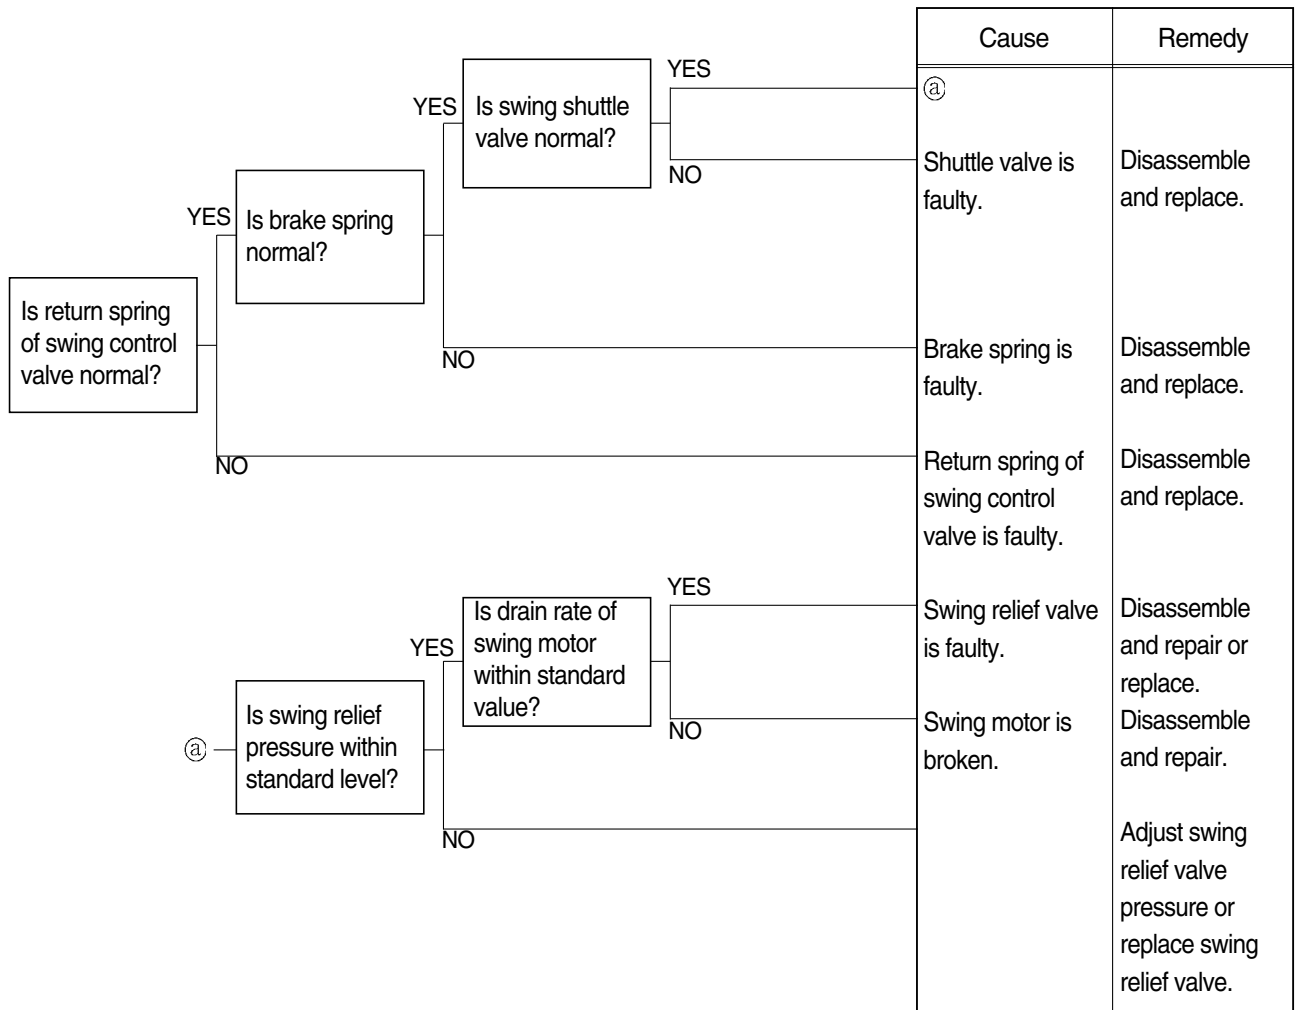 Cause
Remedy
YES
ⓐ
Is swing shuttle
valve normal?
YES
NO
Shuttle valve is
faulty.
Disassemble
and replace.
YES
Is brake spring
normal?
Is return spring
of swing control
valve normal?
NO
Brake spring is
faulty.
Disassemble
and replace.
NO
Return spring of
swing control
valve is faulty.
Disassemble
and replace.
YES
Is drain rate of
swing motor
within standard
value?
Swing relief valve
is faulty.
Disassemble
and repair or
replace.
YES
NO
Swing motor is
broken.
Disassemble
and repair.
ⓐ
Is swing relief
pressure within
standard level?
NO
Adjust swing
relief valve
pressure or
replace swing
relief valve.